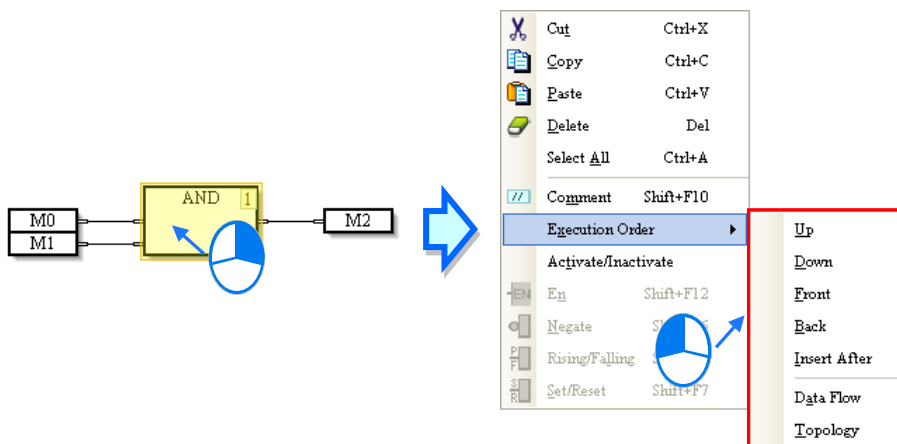 AND 1
M0
M1
M2
Cut Ctrl+X
Copy Ctrl+C
Paste Ctrl+V
Delete Del
Select All Ctrl+A
// Comment Shift+F10
Execution Order
Activate/Inactivate
EN En Shift+F12
Negate
P F Rising/Falling
S R Set/Reset Shift+F7
Up
Down
Front
Back
Insert After
Data Flow
Topology